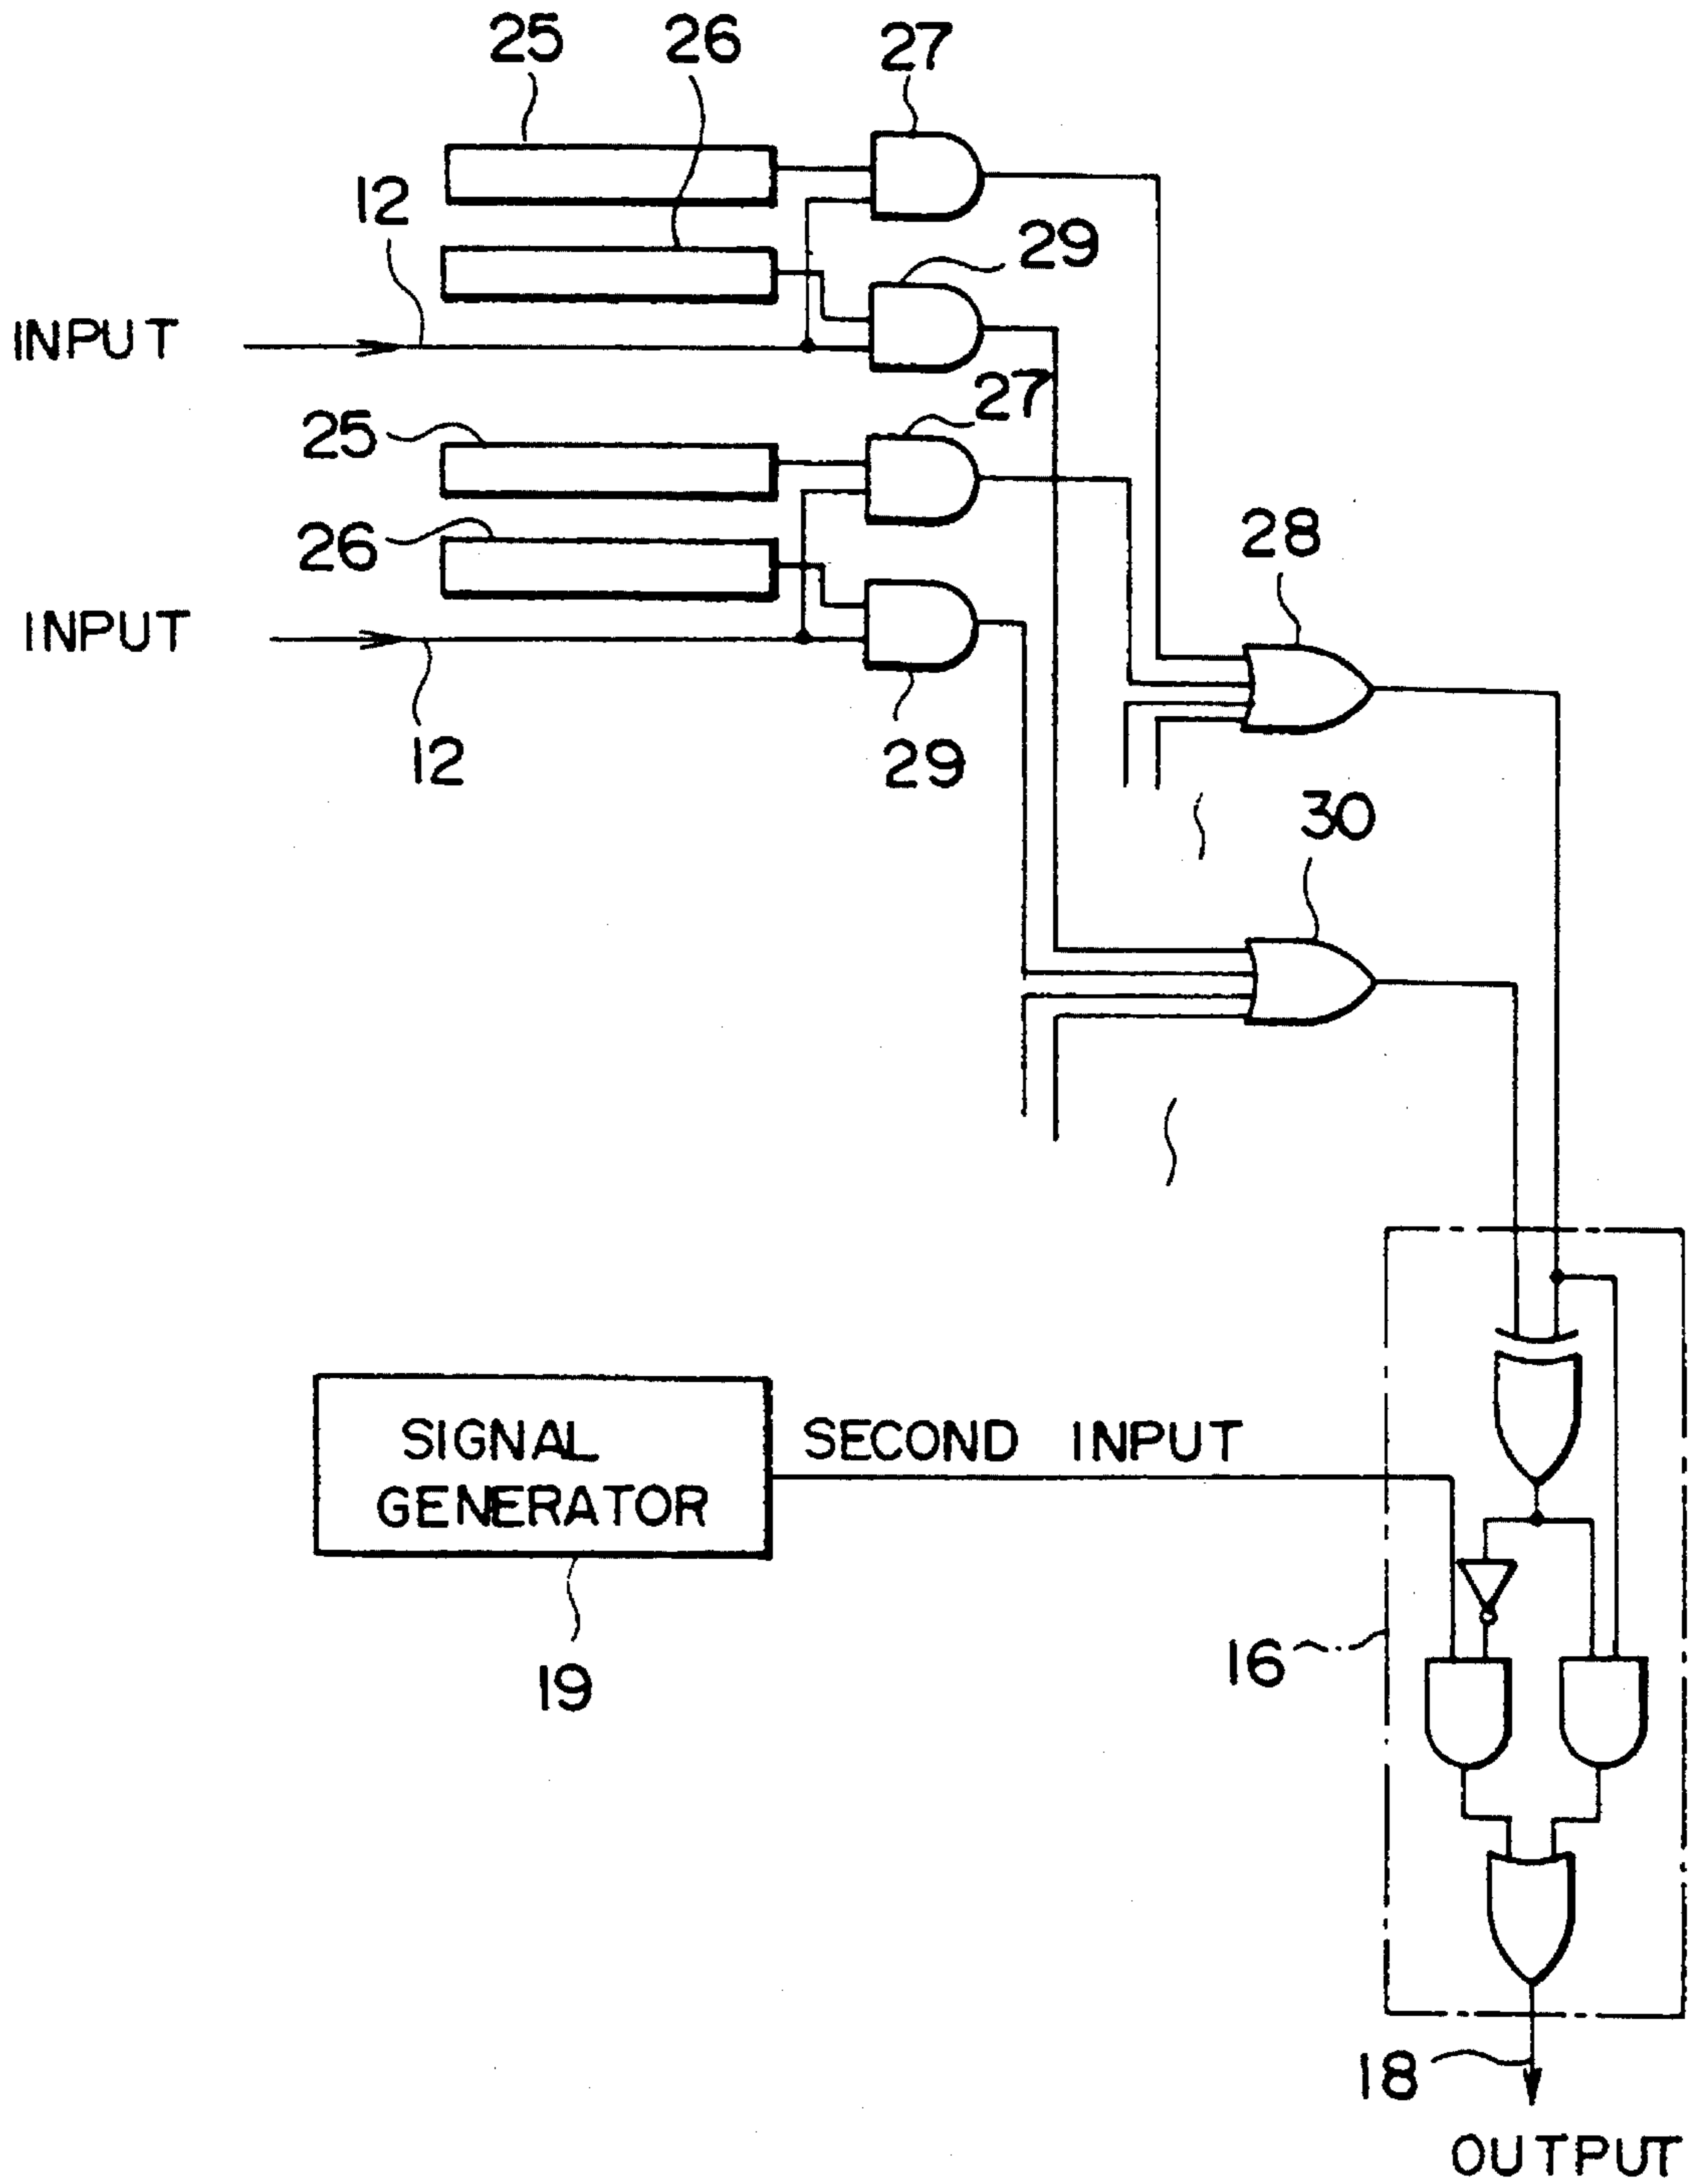 25 26 27
12
29
INPUT
27
25
26
28
INPUT
12
29
30
SIGNAL
GENERATOR
SECOND INPUT
16
19
18
OUTPUT